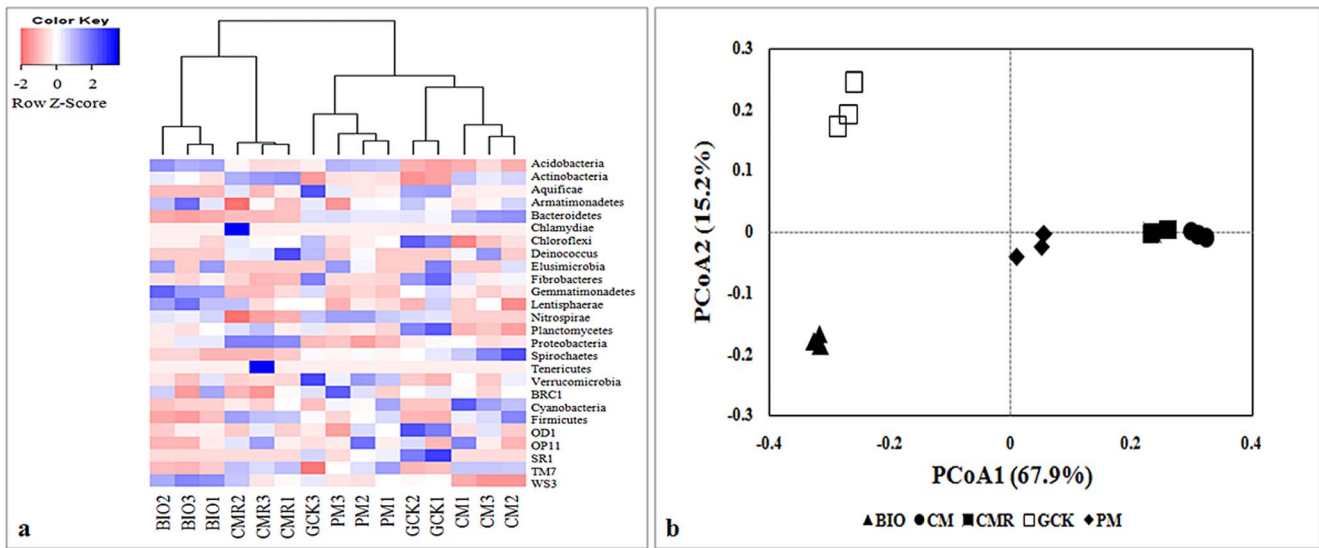 Color Key
-2 0 2
Row Z-Score
Acidobacteria
Actinobacteria
Aquificae
Armatimonadetes
Bacteroidetes
Chlamydiae
Chloroflexi
Deinococcus
Elusimicrobia
Fibrobacteres
Gemmatimonadetes
Lentisphaerae
Nitrospirae
Planctomycetes
Proteobacteria
Spirochaetes
Tenericutes
Verrucomicrobia
BRC1
Cyanobacteria
Firmicutes
OD1
OP11
SR1
TM7
WS3
BIO2 BIO3 BIO1 CMR2 CMR3 CMR1 GCK3 PM3 PM2 PM1 GCK2 GCK1 CM1 CM3 CM2
a
PCoA2 (15.2%)
0.3
0.2
0.1
0
-0.1
-0.2
-0.3
-0.4 -0.2 0 0.2 0.4
PCoA1 (67.9%)
▲BIO ●CM ■CMR □GCK ♦PM
b